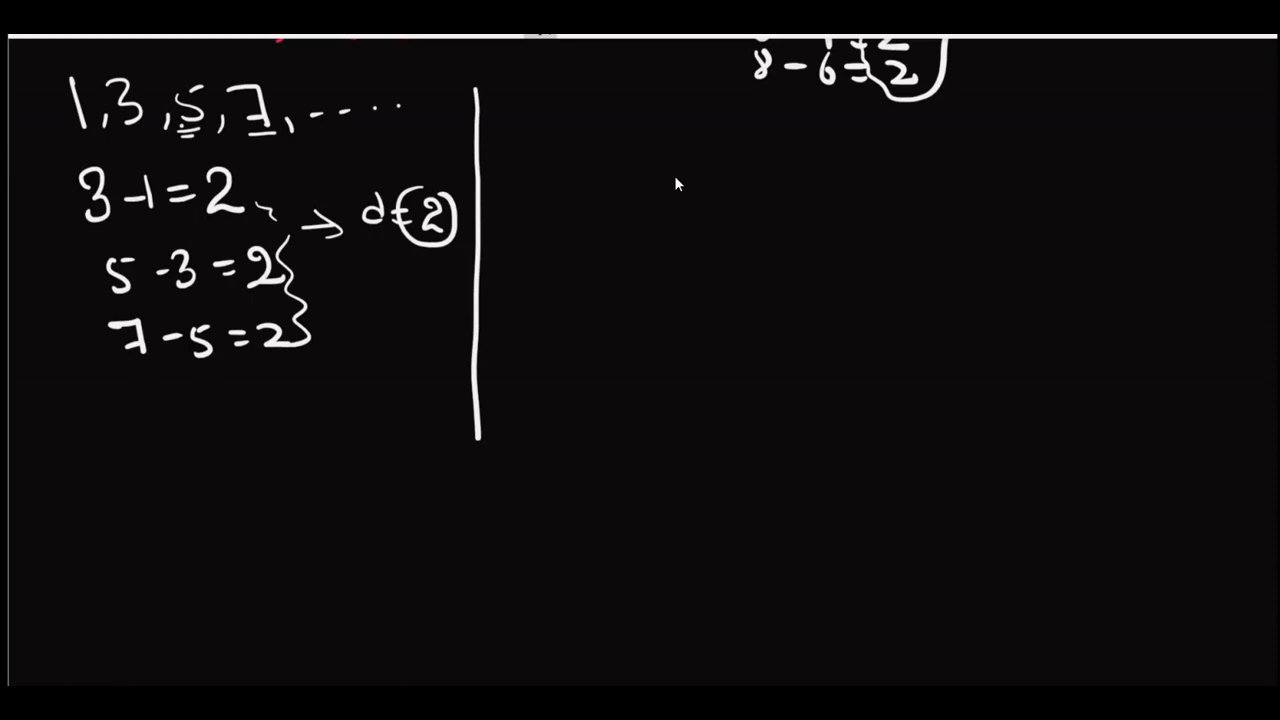 8 - 6 = 2
1, 3, 5, 7, - - - . .
3 - 1 = 2
→ d = 2
5 - 3 = 2
7 - 5 = 2